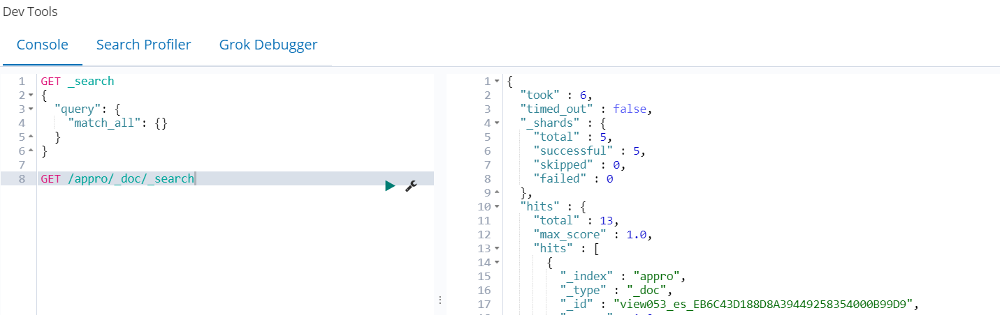 Dev Tools
Console Search Profiler Grok Debugger
1 GET _search
2 {
3 "query": {
4 "match_all": {}
5 }
6 }
7
8 GET /appro/_doc/_search
1 {
2 "took" : 6,
3 "timed_out" : false,
4 "_shards" : {
5 "total" : 5,
6 "successful" : 5,
7 "skipped" : 0,
8 "failed" : 0
9 },
10 "hits" : {
11 "total" : 13,
12 "max_score" : 1.0,
13 "hits" : [
14 {
15 "_index" : "appro",
16 "_type" : "_doc",
17 "_id" : "view053_es_EB6C43D188D8A39449258354000B99D9",